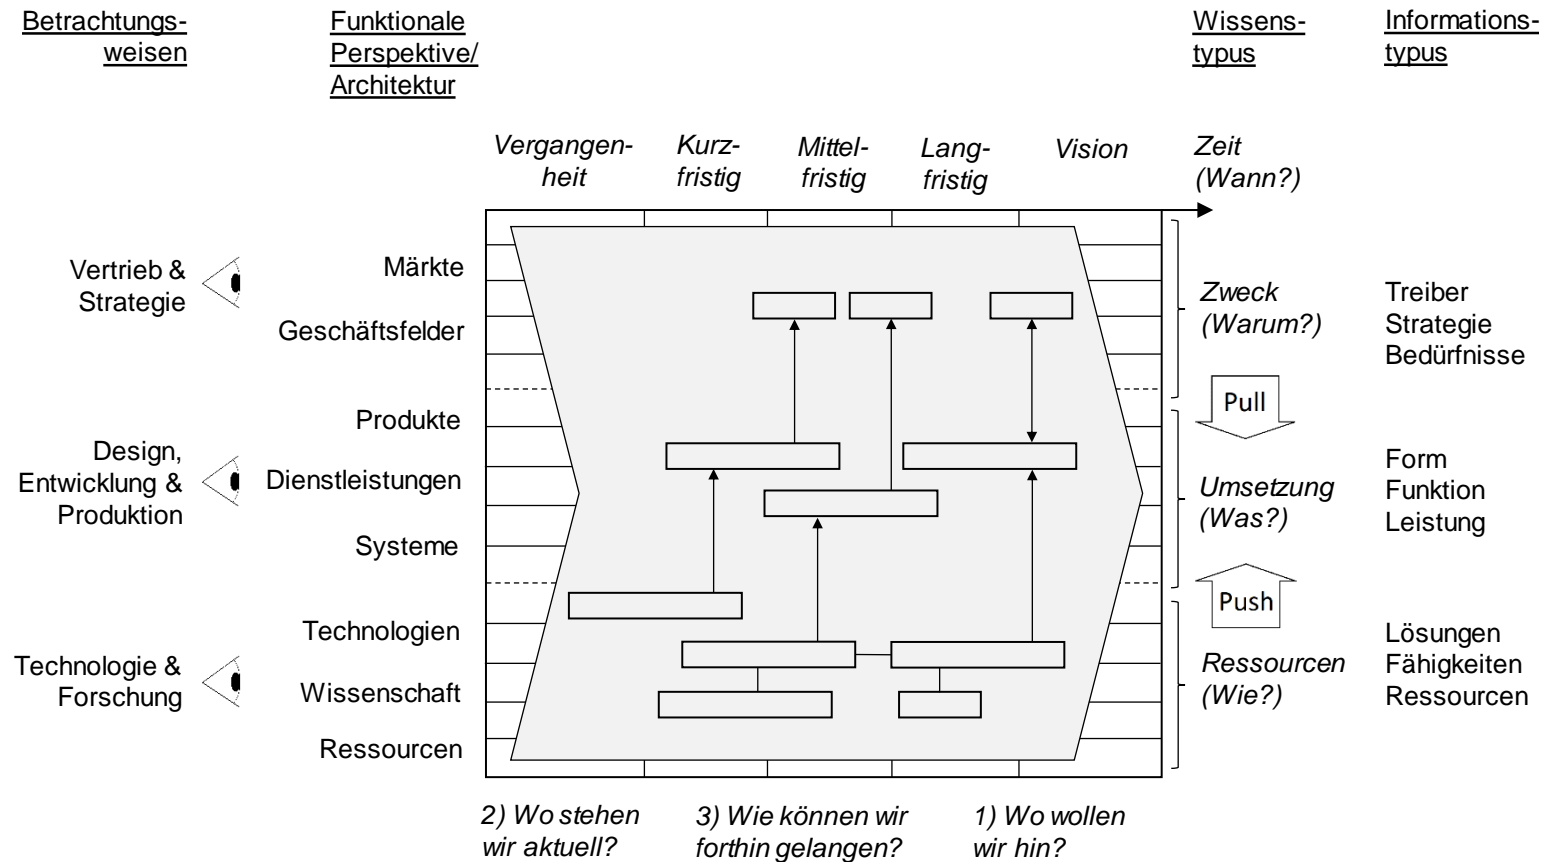 Betrachtungs-
weisen
Funktionale
Perspektive/
Architektur
Wissens-
typus
Informations-
typus
Vergangen-
heit
Kurz-
fristig
Mittel-
fristig
Lang-
fristig
Vision
Zeit
(Wann?)
Vertrieb &
Strategie
Märkte
Geschäftsfelder
Zweck
(Warum?)
Treiber
Strategie
Bedürfnisse
Pull
Design,
Entwicklung &
Produktion
Produkte
Dienstleistungen
Systeme
Umsetzung
(Was?)
Form
Funktion
Leistung
Push
Technologie &
Forschung
Technologien
Wissenschaft
Ressourcen
Ressourcen
(Wie?)
Lösungen
Fähigkeiten
Ressourcen
2) Wo stehen
wir aktuell?
3) Wie können wir
forthin gelangen?
1) Wo wollen
wir hin?